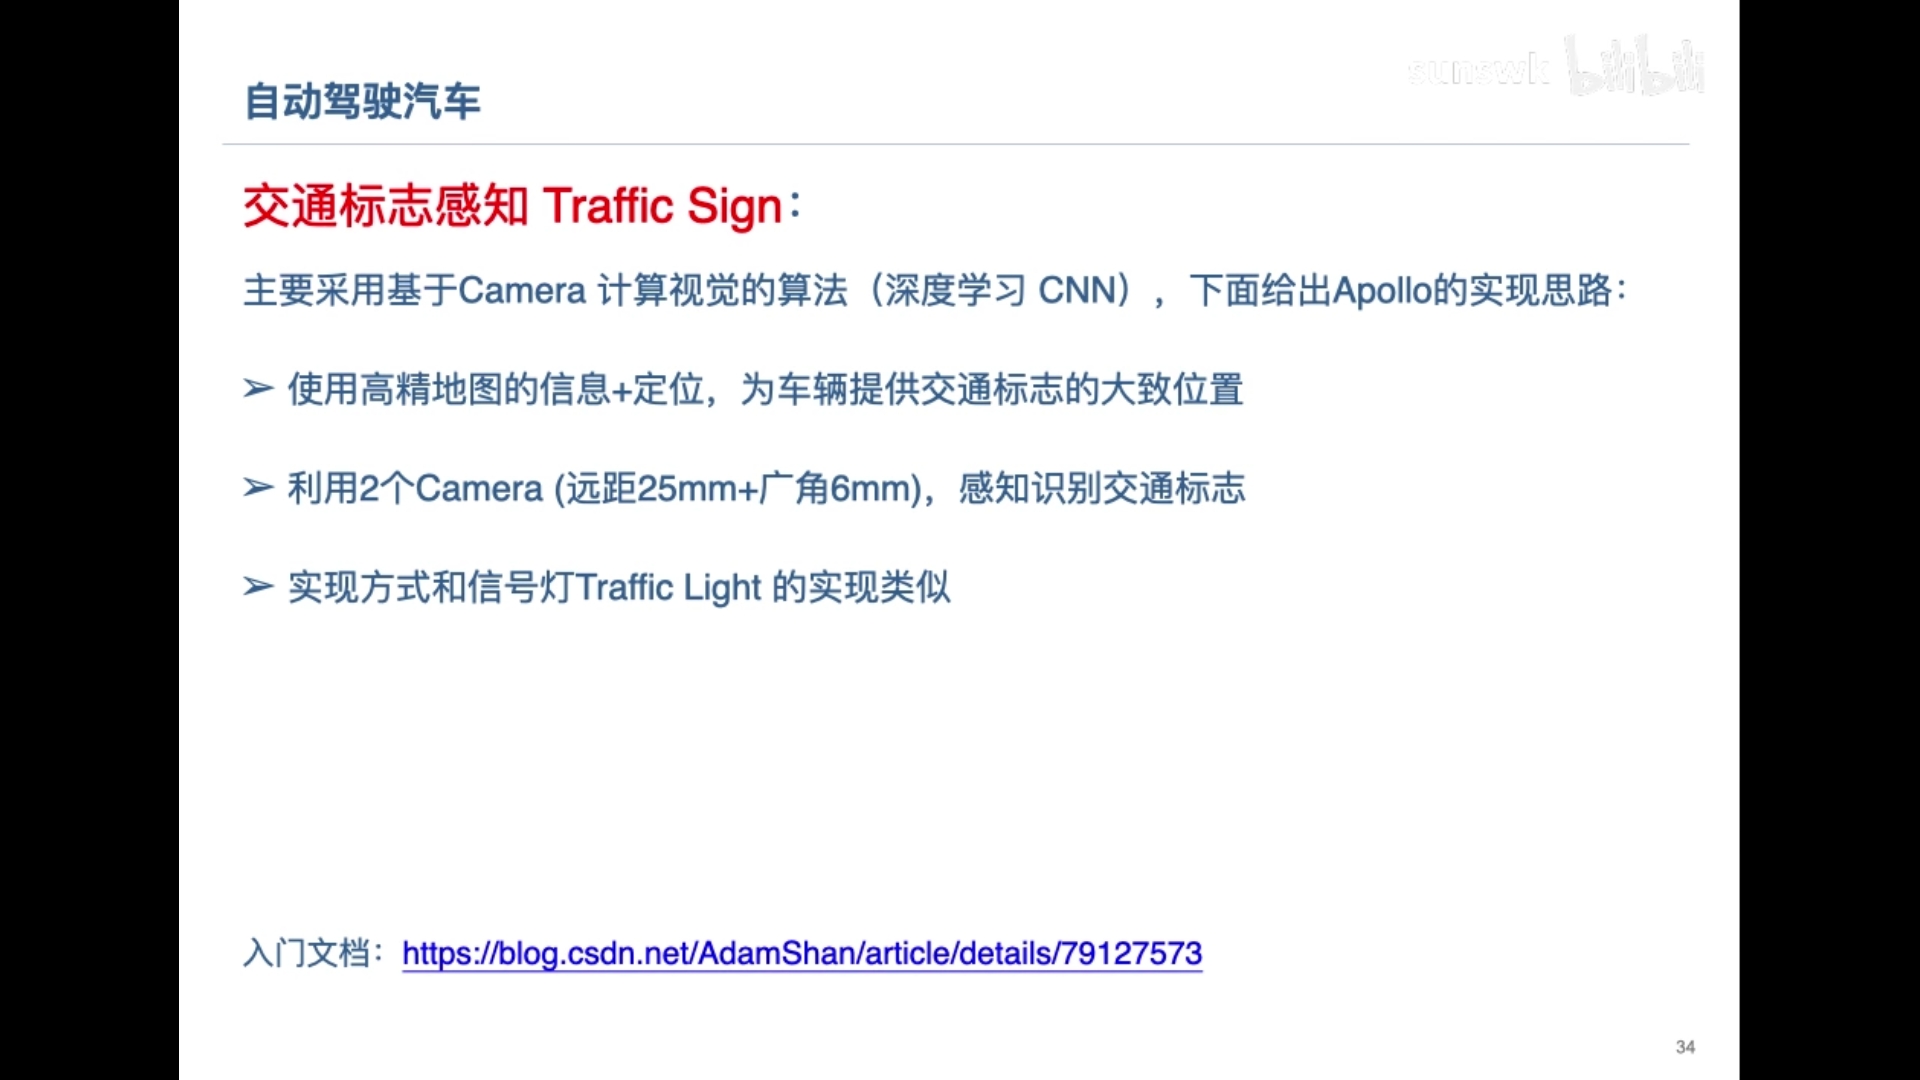 sunswk bilibili
自动驾驶汽车
交通标志感知 Traffic Sign：
主要采用基于Camera 计算视觉的算法（深度学习 CNN），下面给出Apollo的实现思路：
➢ 使用高精地图的信息+定位，为车辆提供交通标志的大致位置
➢ 利用2个Camera (远距25mm+广角6mm)，感知识别交通标志
➢ 实现方式和信号灯Traffic Light 的实现类似
入门文档：https://blog.csdn.net/AdamShan/article/details/79127573
34